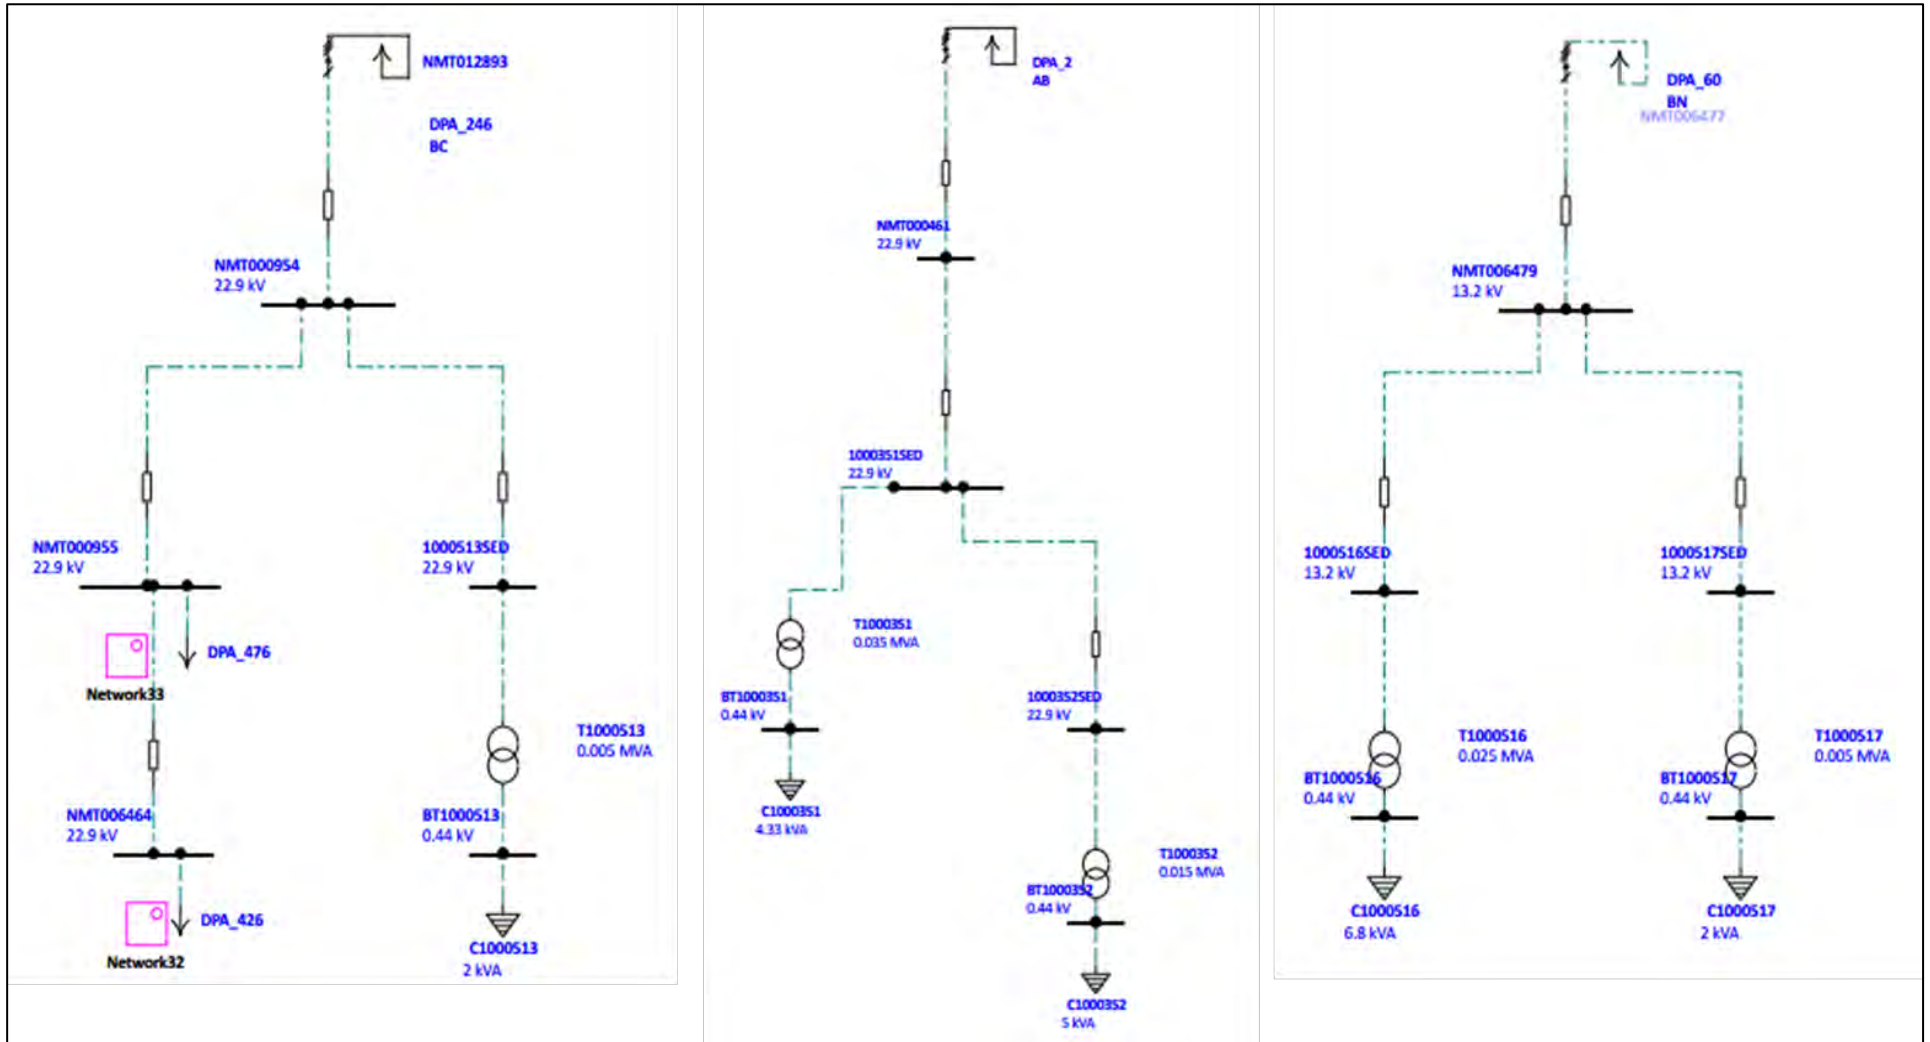 NMT012893
DPA_246
BC
NMT000954
22.9 kV
NMT000955
22.9 kV
1000513SED
22.9 kV
DPA_476
Network33
T1000513
0.005 MVA
NMT006464
22.9 kV
BT1000513
0.44 kV
DPA_426
Network32
C1000513
2 kVA
DPA_2
AB
NMT000461
22.9 kV
1000351SED
22.9 kV
T1000351
0.035 MVA
BT1000351
0.44 kV
1000352SED
22.9 kV
C1000351
4.33 kVA
T1000352
0.015 MVA
BT1000352
0.44 kV
C1000352
5 kVA
DPA_60
BN
NMT006477
NMT006479
13.2 kV
1000516SED
13.2 kV
1000517SED
13.2 kV
T1000516
0.025 MVA
T1000517
0.005 MVA
BT1000516
0.44 kV
BT1000517
0.44 kV
C1000516
6.8 kVA
C1000517
2 kVA